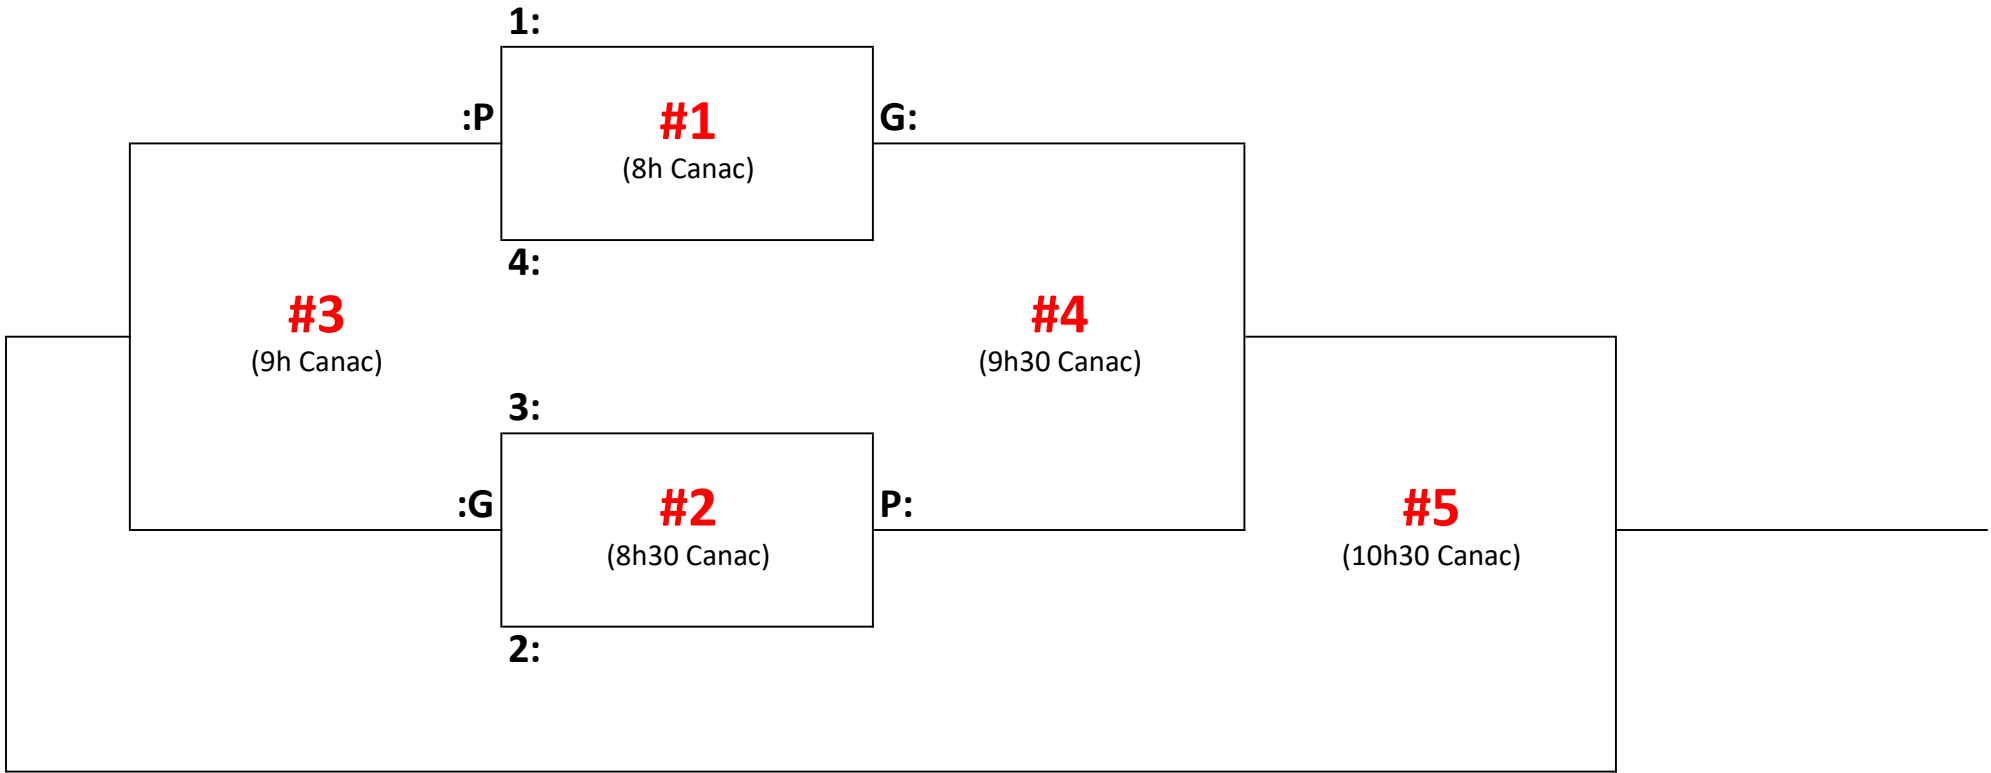 1:
:P
#1
G:
(8h Canac)
4:
#3
(9h Canac)
#4
(9h30 Canac)
3:
:G
#2
P:
(8h30 Canac)
#5
(10h30 Canac)
2: